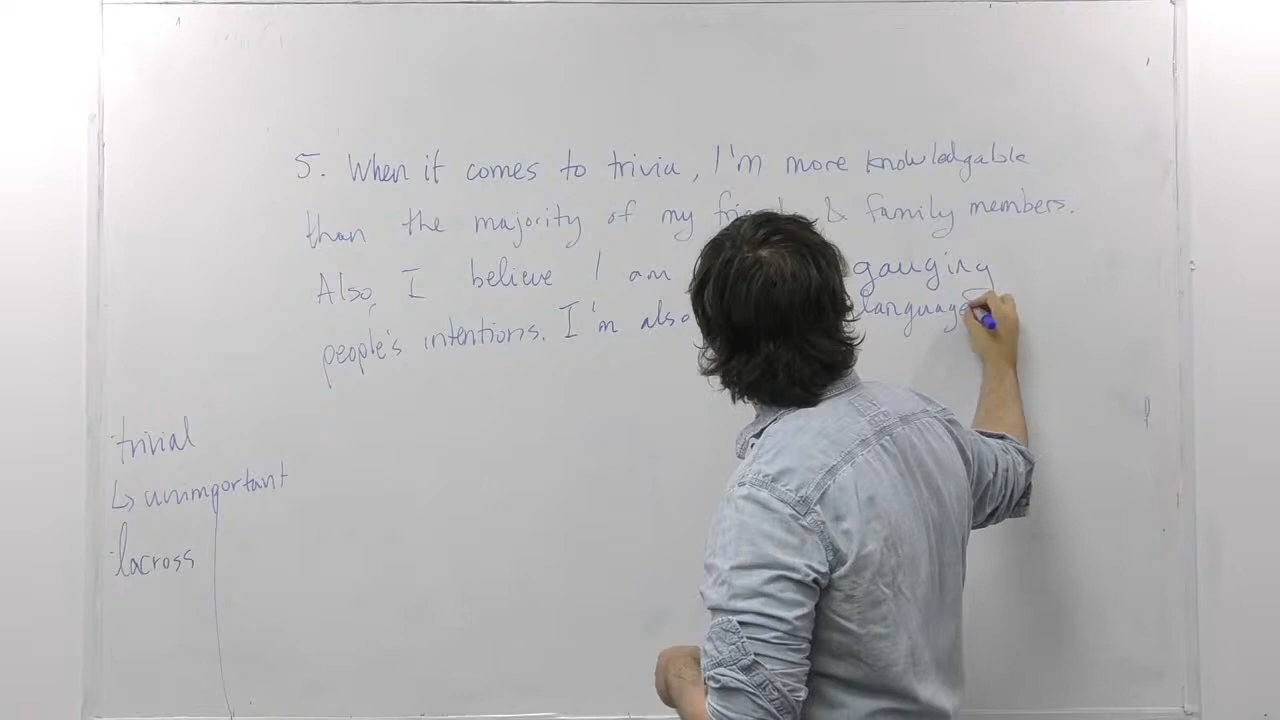 5. When it comes to trivia, I'm more knowledgable
than the majority of my & family members.
Also, I believe I am gauging
people's intentions. I'm also language
trivial
↳ unimportant
lacross